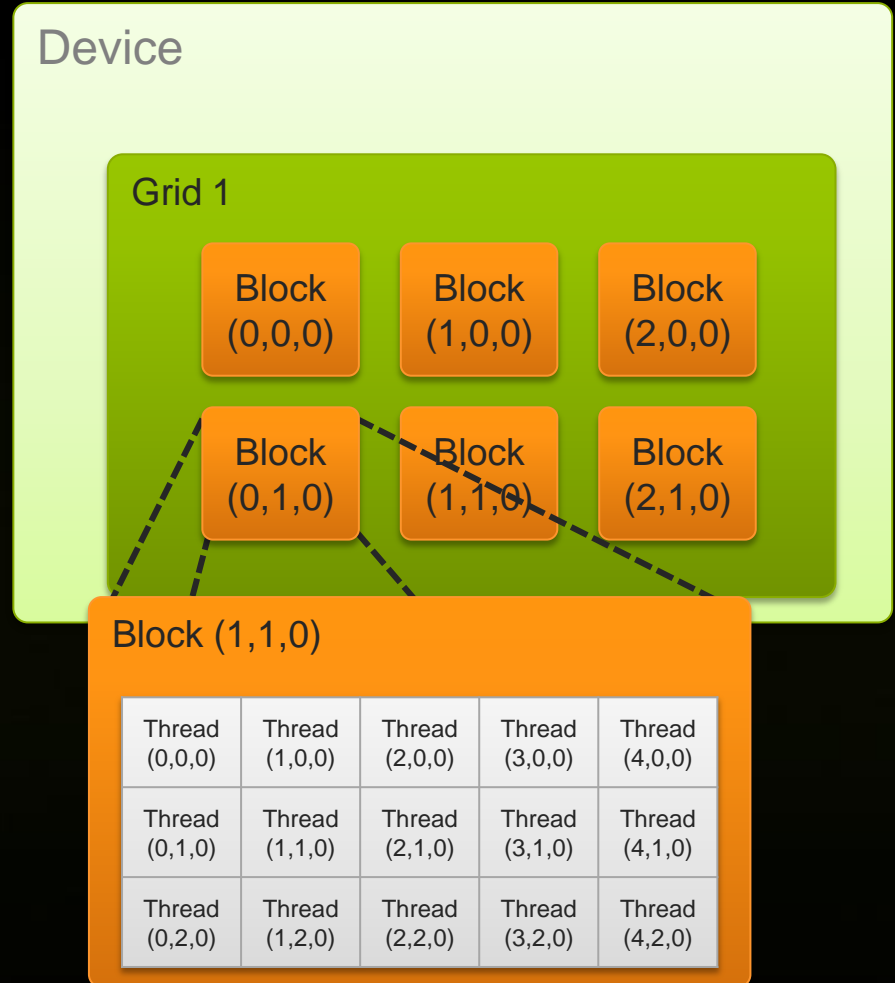 Device
Grid 1
Block
(0,0,0)
Block
(1,0,0)
Block
(2,0,0)
Block
(0,1,0)
Block
(1,1,0)
Block
(2,1,0)
Block (1,1,0)
Thread
(0,0,0)
Thread
(1,0,0)
Thread
(2,0,0)
Thread
(3,0,0)
Thread
(4,0,0)
Thread
(0,1,0)
Thread
(1,1,0)
Thread
(2,1,0)
Thread
(3,1,0)
Thread
(4,1,0)
Thread
(0,2,0)
Thread
(1,2,0)
Thread
(2,2,0)
Thread
(3,2,0)
Thread
(4,2,0)